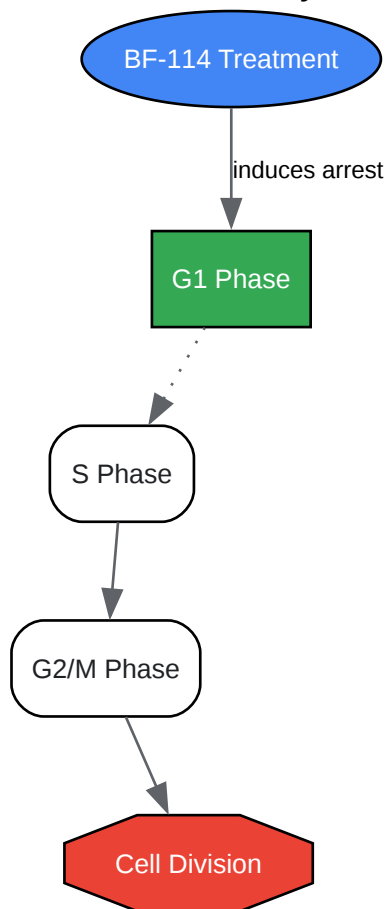 BF-114 Treatment
induces arrest
G1 Phase
S Phase
G2/M Phase
Cell Division